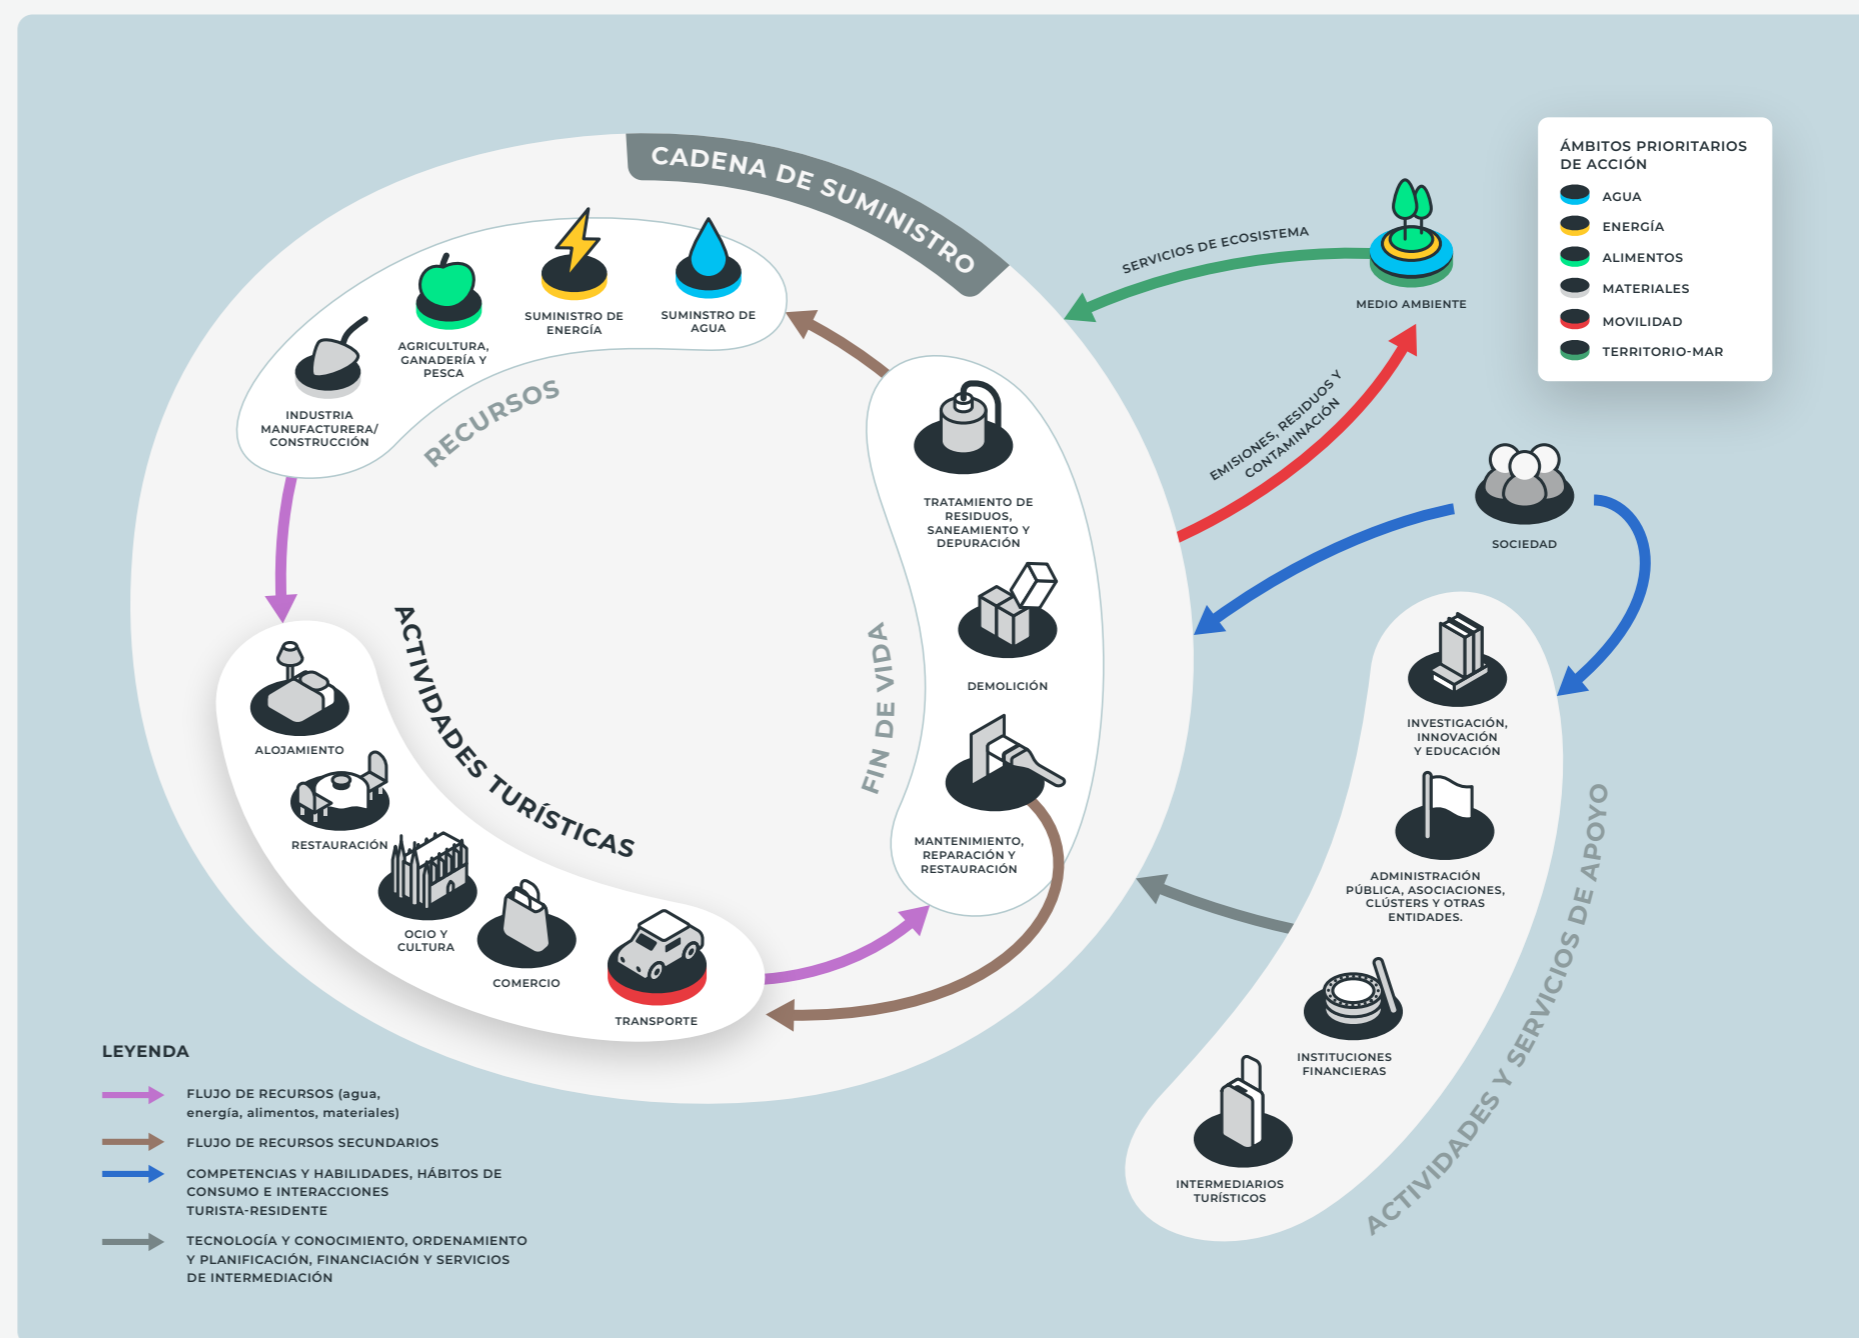 CADENA DE SUMINISTRO
SUMINISTRO DE
ENERGÍA
SUMINSTRO DE
AGUA
AGRICULTURA,
GANADERÍA Y
PESCA
INDUSTRIA
MANUFACTURERA/
CONSTRUCCIÓN
RECURSOS
SERVICIOS DE ECOSISTEMA
MEDIO AMBIENTE
EMISIONES, RESIDUOS Y
CONTAMINACIÓN
ÁMBITOS PRIORITARIOS
DE ACCIÓN
AGUA
ENERGÍA
ALIMENTOS
MATERIALES
MOVILIDAD
TERRITORIO-MAR
TRATAMIENTO DE
RESIDUOS,
SANEAMIENTO Y
DEPURACIÓN
DEMOLICIÓN
FIN DE VIDA
MANTENIMIENTO,
REPARACIÓN Y
RESTAURACIÓN
SOCIEDAD
ACTIVIDADES TURÍSTICAS
ALOJAMIENTO
RESTAURACIÓN
OCIO Y
CULTURA
COMERCIO
TRANSPORTE
INVESTIGACIÓN,
INNOVACIÓN
Y EDUCACIÓN
ADMINISTRACIÓN
PÚBLICA, ASOCIACIONES,
CLÚSTERS Y OTRAS
ENTIDADES.
INSTITUCIONES
FINANCIERAS
INTERMEDIARIOS
TURÍSTICOS
ACTIVIDADES Y SERVICIOS DE APOYO
LEYENDA
FLUJO DE RECURSOS (agua,
energía, alimentos, materiales)
FLUJO DE RECURSOS SECUNDARIOS
COMPETENCIAS Y HABILIDADES, HÁBITOS DE
CONSUMO E INTERACCIONES
TURISTA-RESIDENTE
TECNOLOGÍA Y CONOCIMIENTO, ORDENAMIENTO
Y PLANIFICACIÓN, FINANCIACIÓN Y SERVICIOS
DE INTERMEDIACIÓN